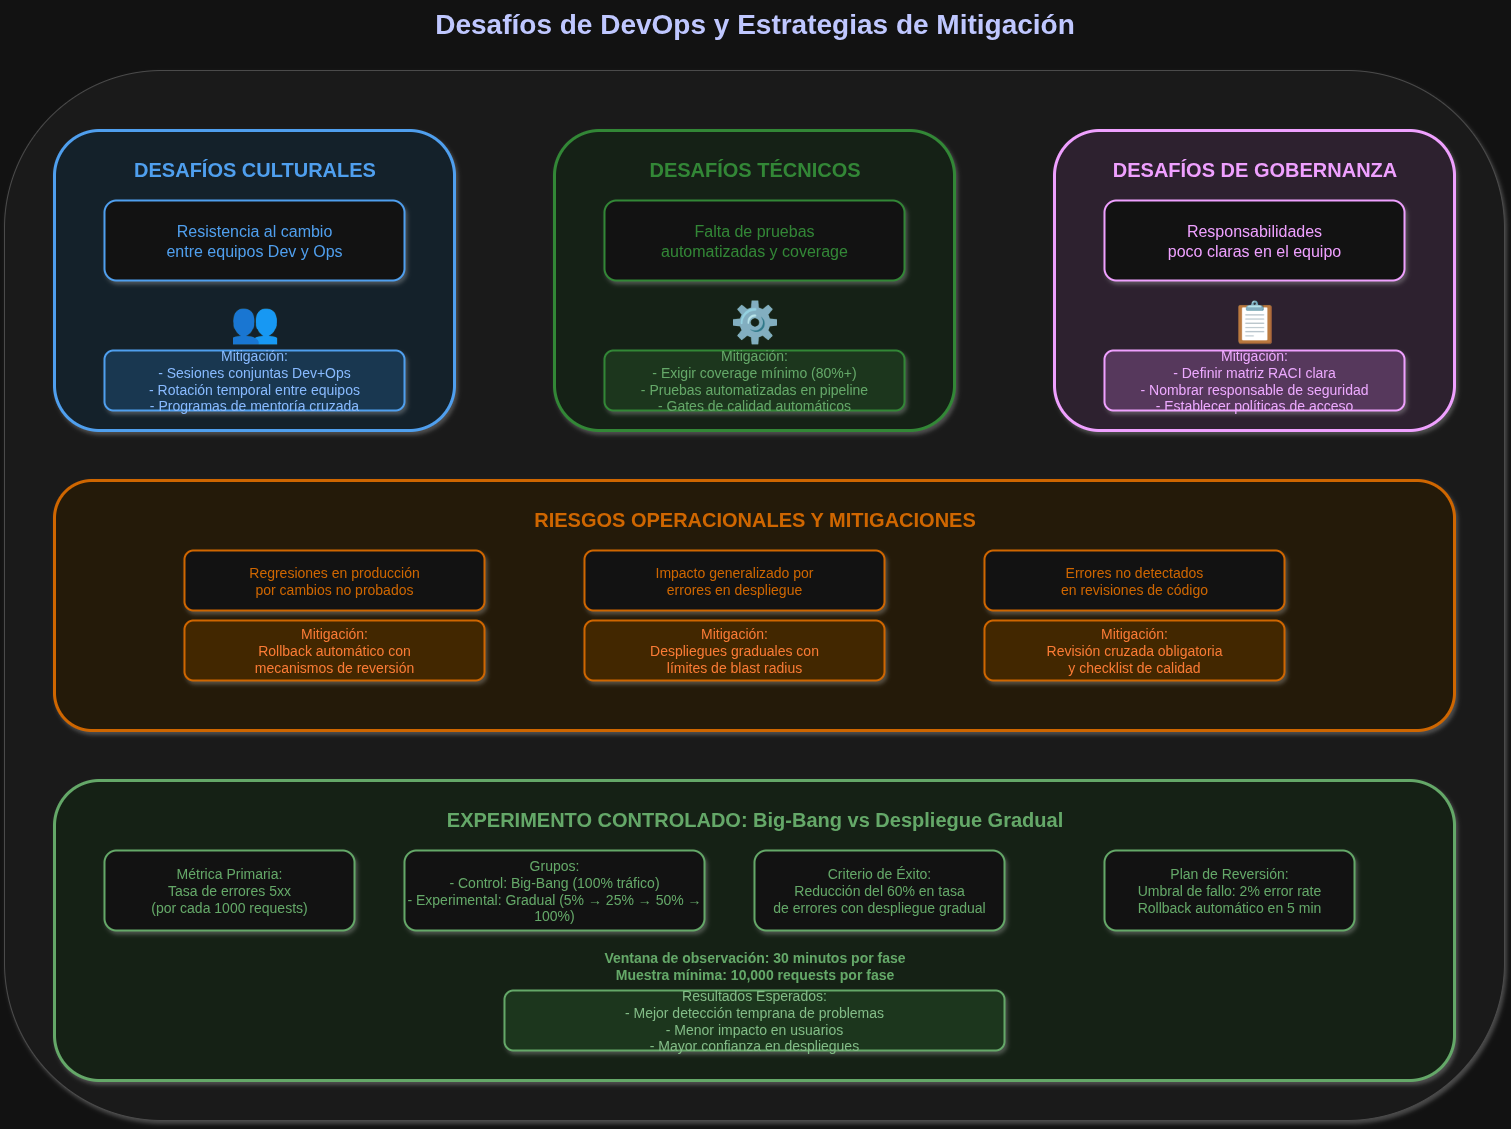 Desafíos de DevOps y Estrategias de Mitigación
DESAFÍOS CULTURALES
Resistencia al cambio
entre equipos Dev y Ops
Mitigación:
- Sesiones conjuntas Dev+Ops
- Rotación temporal entre equipos
- Programas de mentoría cruzada
DESAFÍOS TÉCNICOS
Falta de pruebas
automatizadas y coverage
Mitigación:
- Exigir coverage mínimo (80%+)
- Pruebas automatizadas en pipeline
- Gates de calidad automáticos
DESAFÍOS DE GOBERNANZA
Responsabilidades
poco claras en el equipo
Mitigación:
- Definir matriz RACI clara
- Nombrar responsable de seguridad
- Establecer políticas de acceso
RIESGOS OPERACIONALES Y MITIGACIONES
Regresiones en producción
por cambios no probados
Mitigación:
Rollback automático con
mecanismos de reversión
Impacto generalizado por
errores en despliegue
Mitigación:
Despliegues graduales con
límites de blast radius
Errores no detectados
en revisiones de código
Mitigación:
Revisión cruzada obligatoria
y checklist de calidad
EXPERIMENTO CONTROLADO: Big-Bang vs Despliegue Gradual
Métrica Primaria:
Tasa de errores 5xx
(por cada 1000 requests)
Grupos:
- Control: Big-Bang (100% tráfico)
- Experimental: Gradual (5% → 25% → 50% →
100%)
Criterio de Éxito:
Reducción del 60% en tasa
de errores con despliegue gradual
Plan de Reversión:
Umbral de fallo: 2% error rate
Rollback automático en 5 min
Ventana de observación: 30 minutos por fase
Muestra mínima: 10,000 requests por fase
Resultados Esperados:
- Mejor detección temprana de problemas
- Menor impacto en usuarios
- Mayor confianza en despliegues